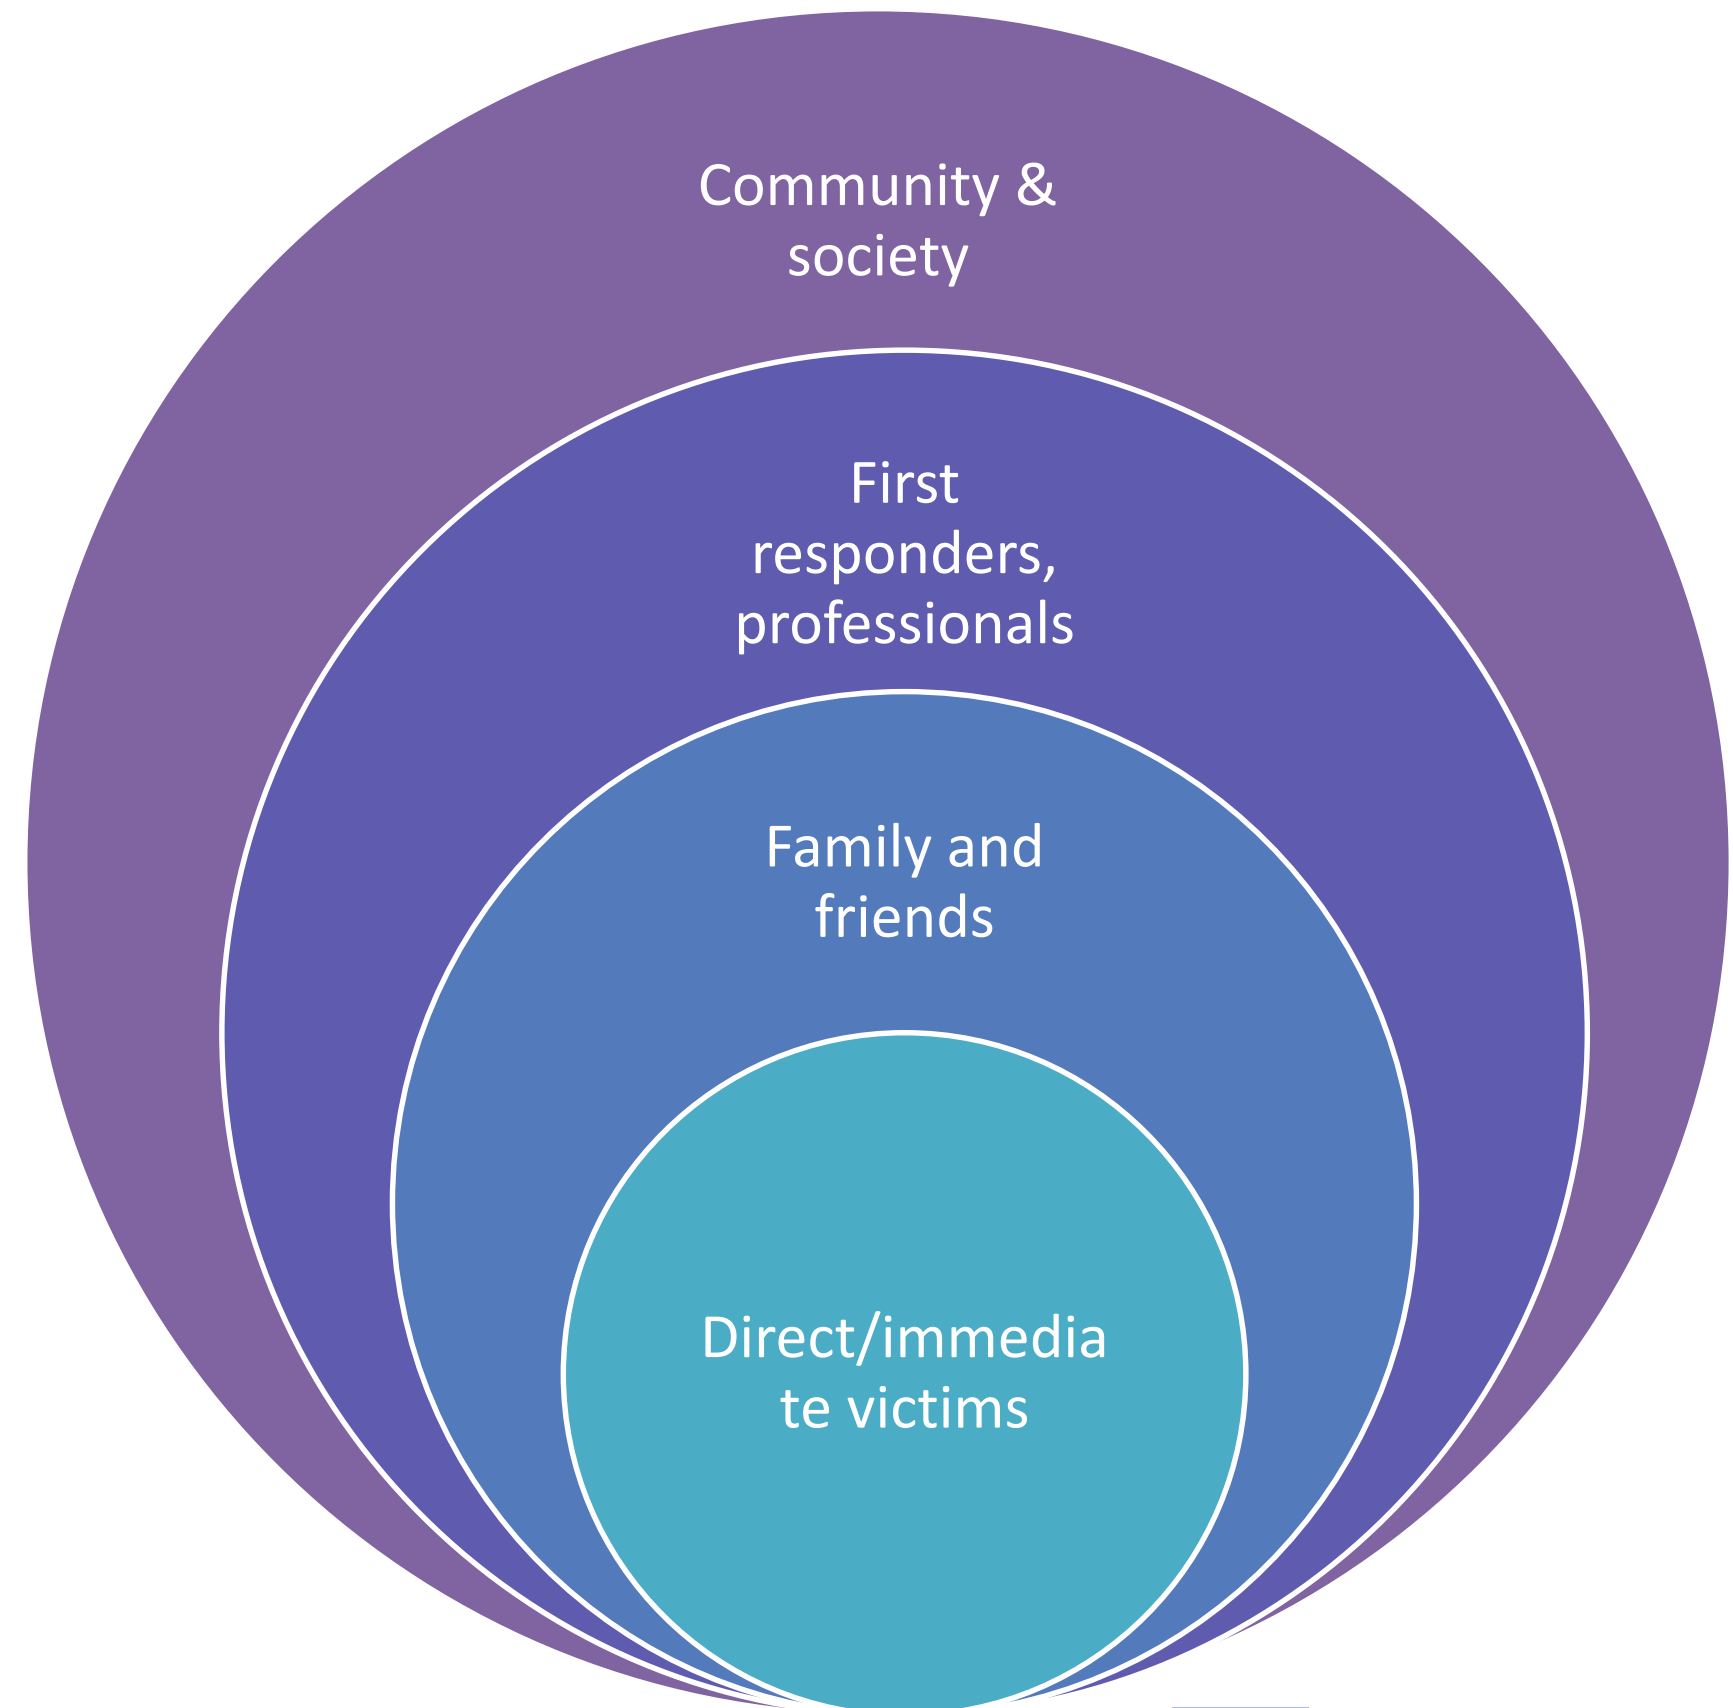 Community &
society
First
responders,
professionals
Family and
friends
Direct/immedia
te victims